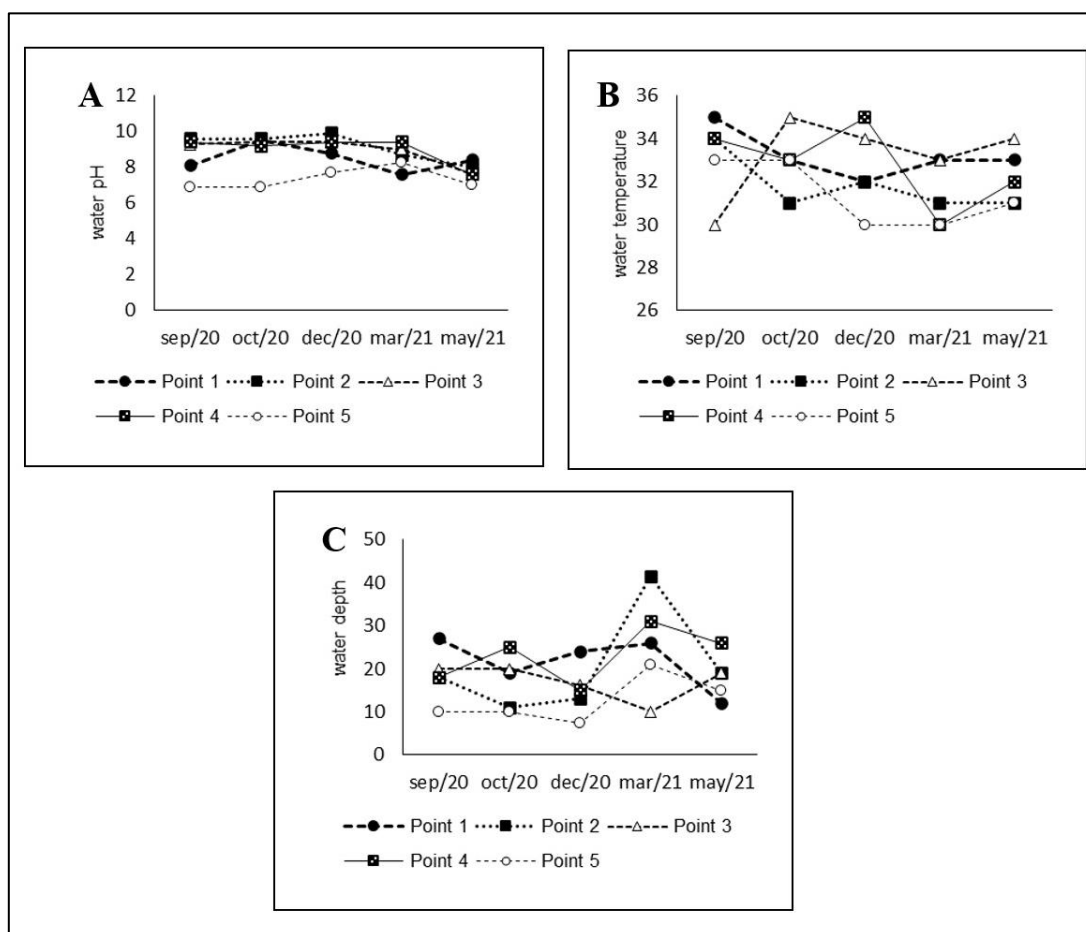 A
water pH
12
10
8
6
4
2
0
sep/20 oct/20 dec/20 mar/21 may/21
Point 1 Point 2 Point 3
Point 4 Point 5
B
water temperature
36
34
32
30
28
26
sep/20 oct/20 dec/20 mar/21 may/21
Point 1 Point 2 Point 3
Point 4 Point 5
C
water depth
50
40
30
20
10
0
sep/20 oct/20 dec/20 mar/21 may/21
Point 1 Point 2 Point 3
Point 4 Point 5